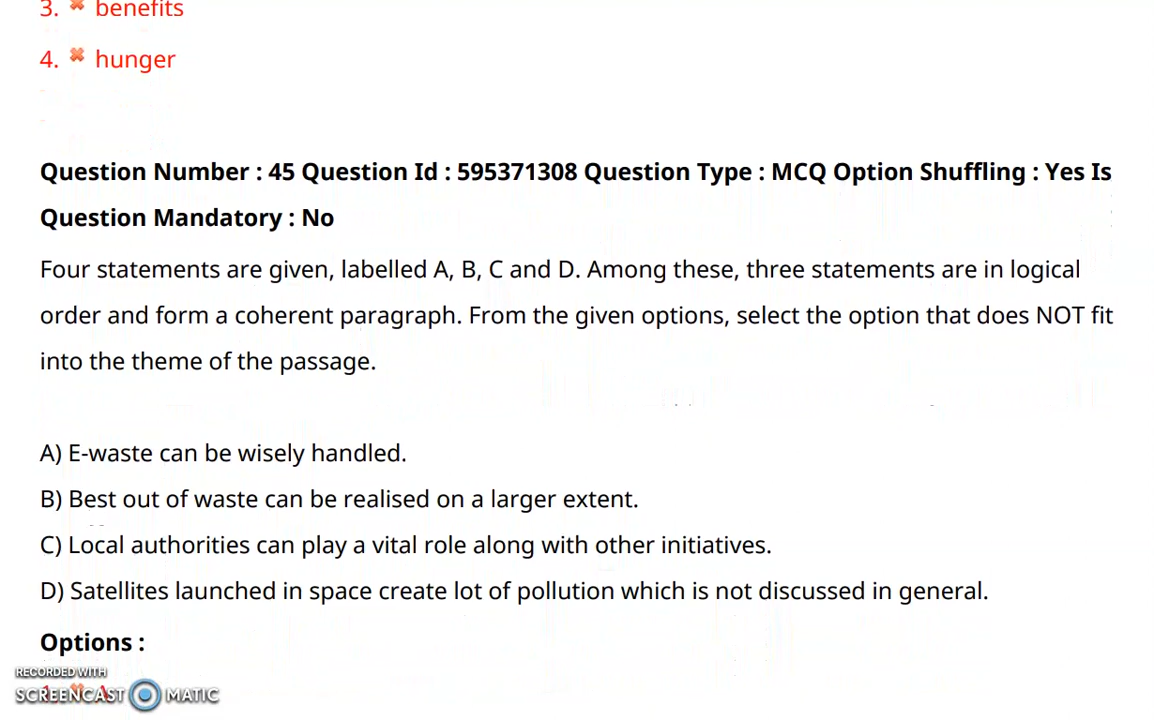 3. benefits
4. hunger
Question Number : 45 Question Id : 595371308 Question Type : MCQ Option Shuffling : Yes Is
Question Mandatory : No
Four statements are given, labelled A, B, C and D. Among these, three statements are in logical
order and form a coherent paragraph. From the given options, select the option that does NOT fit
into the theme of the passage.
A) E-waste can be wisely handled.
B) Best out of waste can be realised on a larger extent.
C) Local authorities can play a vital role along with other initiatives.
D) Satellites launched in space create lot of pollution which is not discussed in general.
Options :
RECORDED WITH
SCREENCAST MATIC